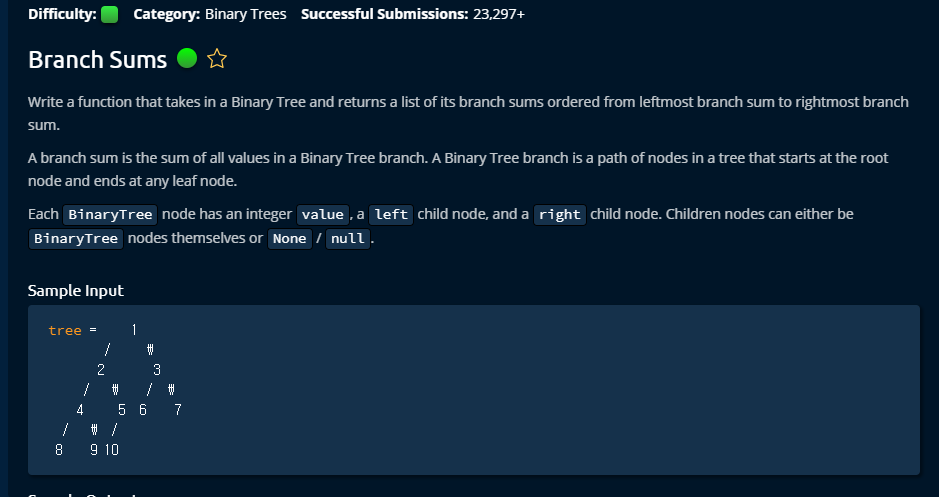 Difficulty: Category: Binary Trees Successful Submissions: 23,297+
Branch Sums
Write a function that takes in a Binary Tree and returns a list of its branch sums ordered from leftmost branch sum to rightmost branch
sum.
A branch sum is the sum of all values in a Binary Tree branch. A Binary Tree branch is a path of nodes in a tree that starts at the root
node and ends at any leaf node.
Each BinaryTree node has an integer value, a left child node, and a right child node. Children nodes can either be
BinaryTree nodes themselves or None / null.
Sample Input
tree = 1
/ ₩
2 3
/ ₩ / ₩
4 5 6 7
/ ₩ /
8 9 10